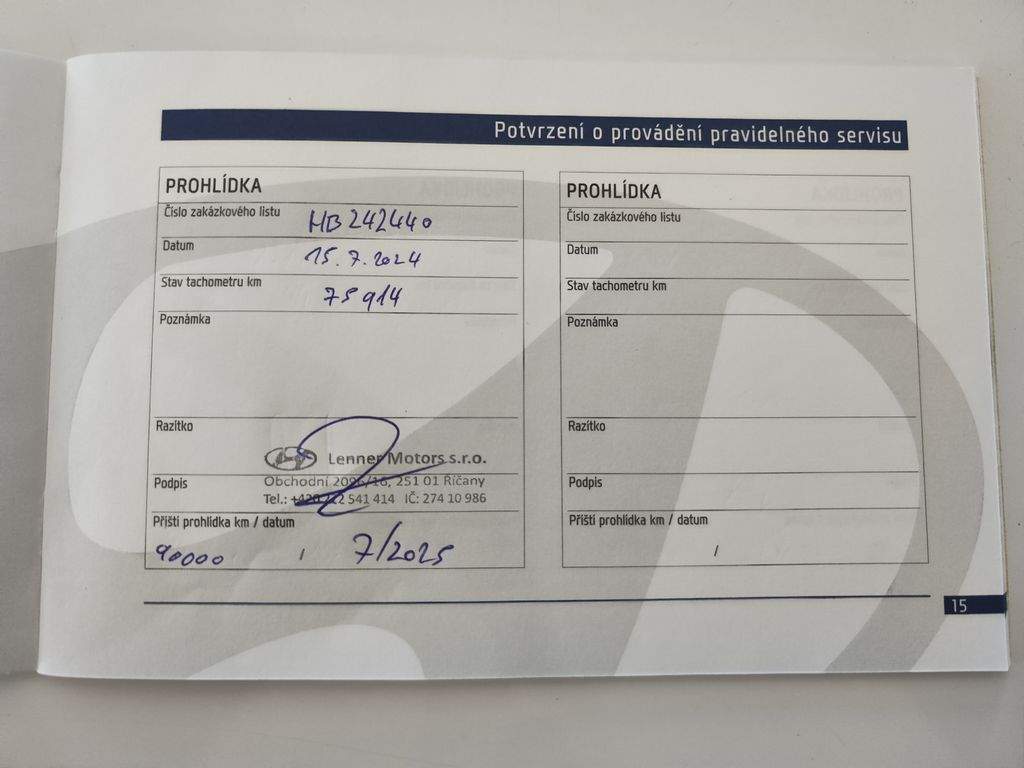 Potvrzení o provádění pravidelného servisu
PROHLÍDKA
Číslo zakázkového listu HB242440
Datum 15.7.2024
Stav tachometru km 75914
Poznámka
Razítko
Lenner Motors s.r.o.
Obchodní 2095/16, 251 01 Říčany
Podpis
Tel.: +420 222 541 414 IČ: 274 10 986
Příští prohlídka km / datum
90000 / 7/2025
PROHLÍDKA
Číslo zakázkového listu
Datum
Stav tachometru km
Poznámka
Razítko
Podpis
Příští prohlídka km / datum
/
15